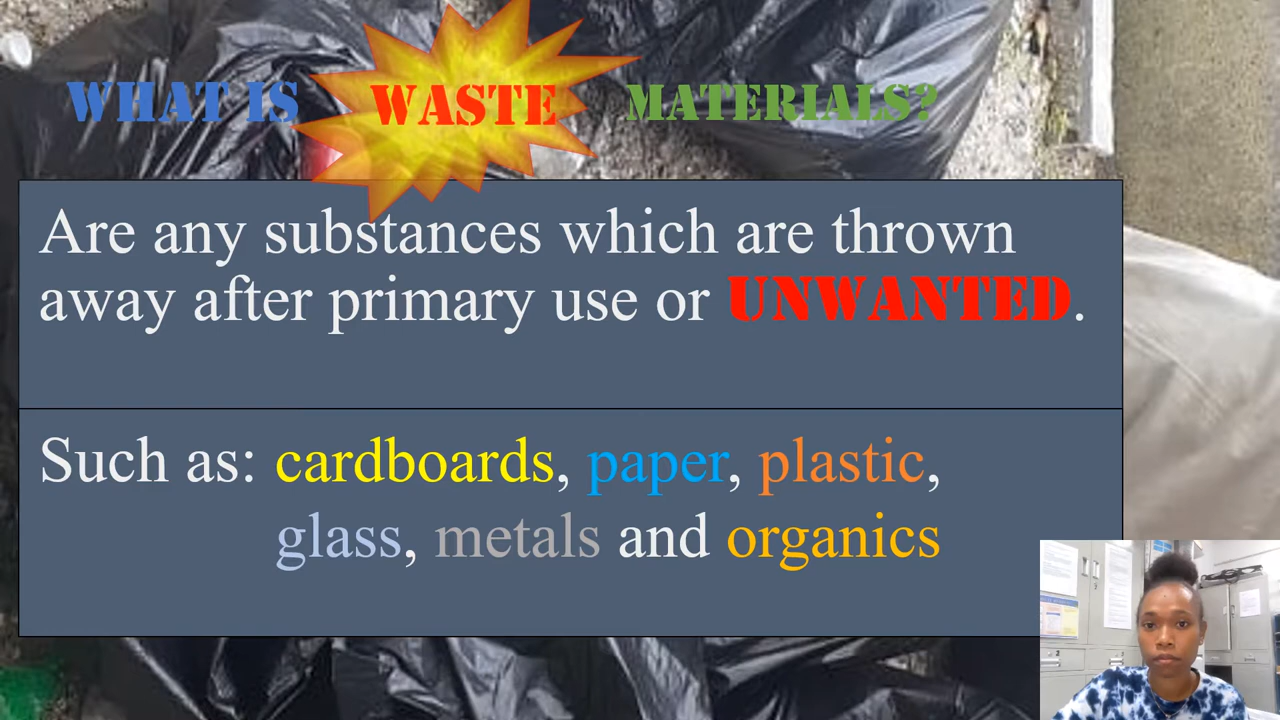 WHAT IS WASTE MATERIALS?
Are any substances which are thrown
away after primary use or UNWANTED.
Such as: cardboards, paper, plastic,
glass, metals and organics